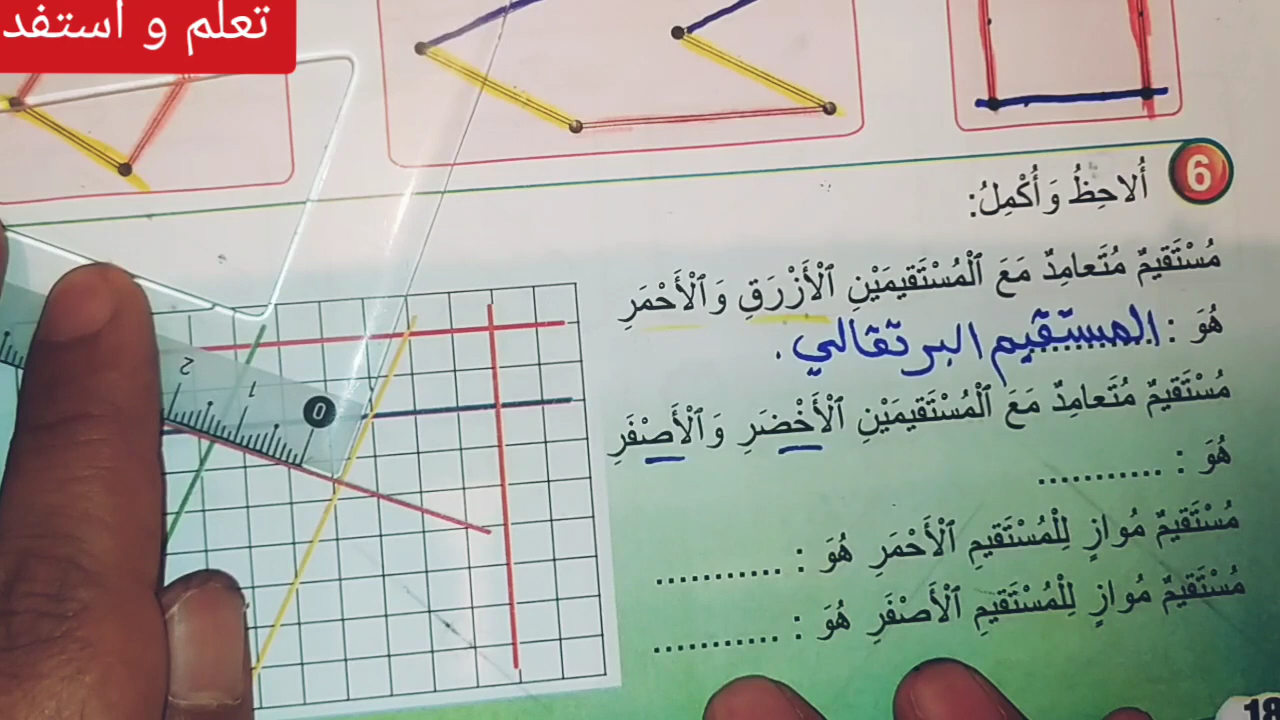 تعلم و استفد
6
أُلاحِظُ وَ أُكْمِلُ:
مُسْتَقيمٌ مُتَعامِدٌ مَعَ ٱلْمُسْتَقيمَيْنِ ٱلْأَزْرَقِ وَ ٱلْأَحْمَرِ
هُوَ : المستقيم البرتقالي .
مُسْتَقيمٌ مُتَعامِدٌ مَعَ ٱلْمُسْتَقيمَيْنِ ٱلْأَخْضَرِ وَ ٱلْأَصْفَرِ
هُوَ : ...........
مُسْتَقيمٌ مُوازٍ لِلْمُسْتَقيمِ ٱلْأَحْمَرِ هُوَ : ...........
مُسْتَقيمٌ مُوازٍ لِلْمُسْتَقيمِ ٱلْأَصْفَرِ هُوَ : ...........
2 1 0
18